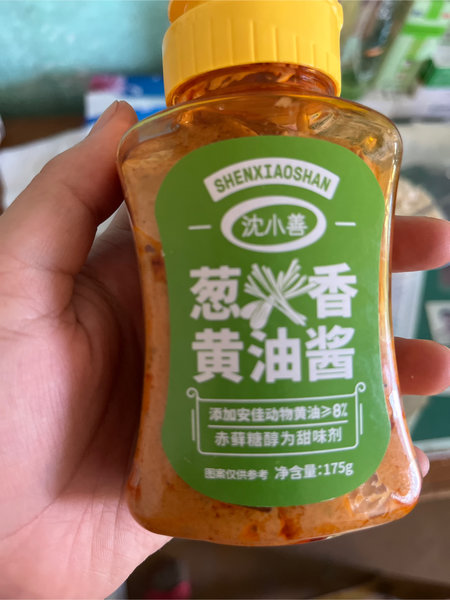 SHENXIAOSHAN
沈小善
葱香
黄油酱
添加安佳动物黄油≥8%
赤藓糖醇为甜味剂
图案仅供参考 净含量:175g